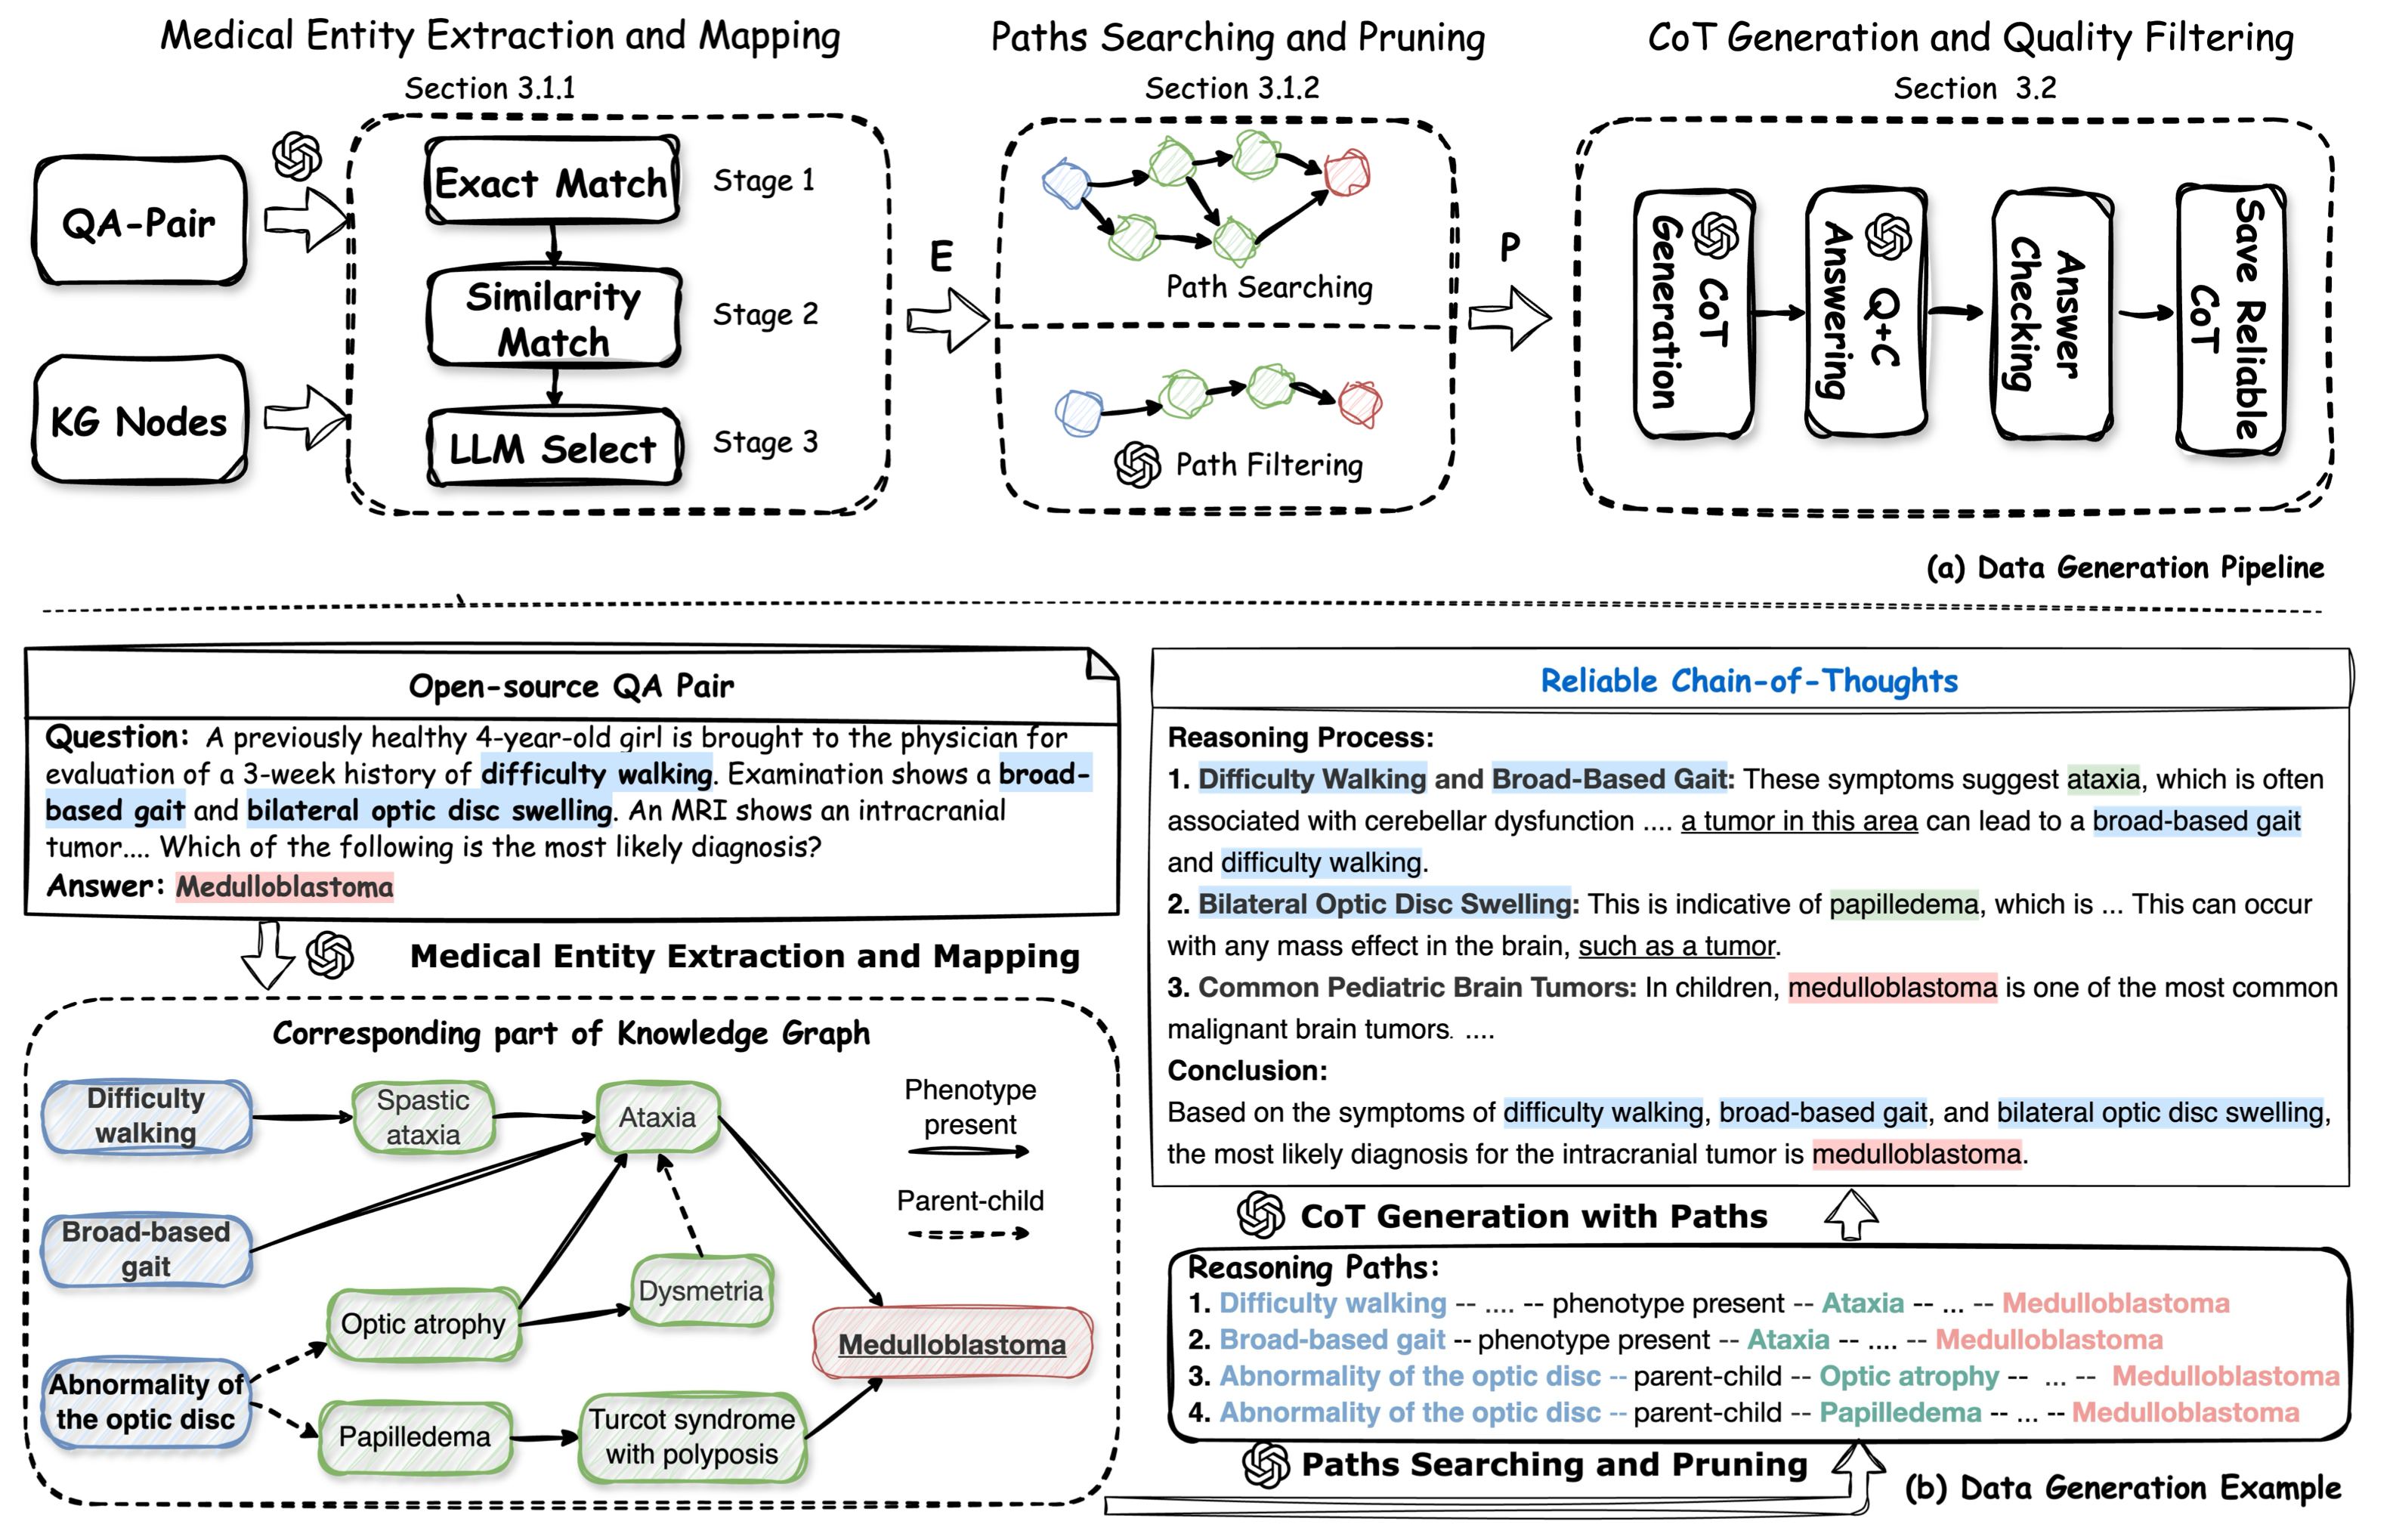 Medical Entity Extraction and Mapping
Section 3.1.1
QA-Pair
KG Nodes
Exact Match
Stage 1
Similarity
Match
Stage 2
LLM Select
Stage 3
E
Paths Searching and Pruning
Section 3.1.2
Path Searching
Path Filtering
P
CoT Generation and Quality Filtering
Section 3.2
CoT
Generation
Q+C
Answering
Answer
Checking
Save Reliable
CoT
(a) Data Generation Pipeline
Open-source QA Pair
Question: A previously healthy 4-year-old girl is brought to the physician for
evaluation of a 3-week history of difficulty walking. Examination shows a broad-
based gait and bilateral optic disc swelling. An MRI shows an intracranial
tumor.... Which of the following is the most likely diagnosis?
Answer: Medulloblastoma
Medical Entity Extraction and Mapping
Corresponding part of Knowledge Graph
Difficulty
walking
Spastic
ataxia
Ataxia
Phenotype
present
Parent-child
Broad-based
gait
Optic atrophy
Dysmetria
Medulloblastoma
Abnormality of
the optic disc
Papilledema
Turcot syndrome
with polyposis
Reliable Chain-of-Thoughts
Reasoning Process:
1. Difficulty Walking and Broad-Based Gait: These symptoms suggest ataxia, which is often
associated with cerebellar dysfunction .... a tumor in this area can lead to a broad-based gait
and difficulty walking.
2. Bilateral Optic Disc Swelling: This is indicative of papilledema, which is ... This can occur
with any mass effect in the brain, such as a tumor.
3. Common Pediatric Brain Tumors: In children, medulloblastoma is one of the most common
malignant brain tumors. ....
Conclusion:
Based on the symptoms of difficulty walking, broad-based gait, and bilateral optic disc swelling,
the most likely diagnosis for the intracranial tumor is medulloblastoma.
CoT Generation with Paths
Reasoning Paths:
1. Difficulty walking -- .... -- phenotype present -- Ataxia -- ... -- Medulloblastoma
2. Broad-based gait -- phenotype present -- Ataxia -- .... -- Medulloblastoma
3. Abnormality of the optic disc -- parent-child -- Optic atrophy -- ... -- Medulloblastoma
4. Abnormality of the optic disc -- parent-child -- Papilledema -- ... -- Medulloblastoma
Paths Searching and Pruning
(b) Data Generation Example